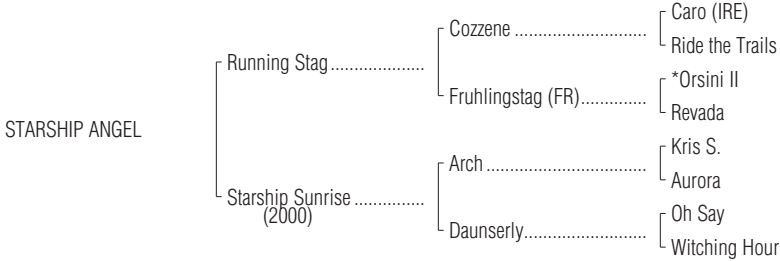 Caro (IRE)
Cozzene ..........................
Ride the Trails
Running Stag....................
*Orsini II
Fruhlingstag (FR)..............
Revada
STARSHIP ANGEL
Kris S.
Arch ................................
Aurora
Starship Sunrise ...............
(2000)
Oh Say
Daunserly.........................
Witching Hour